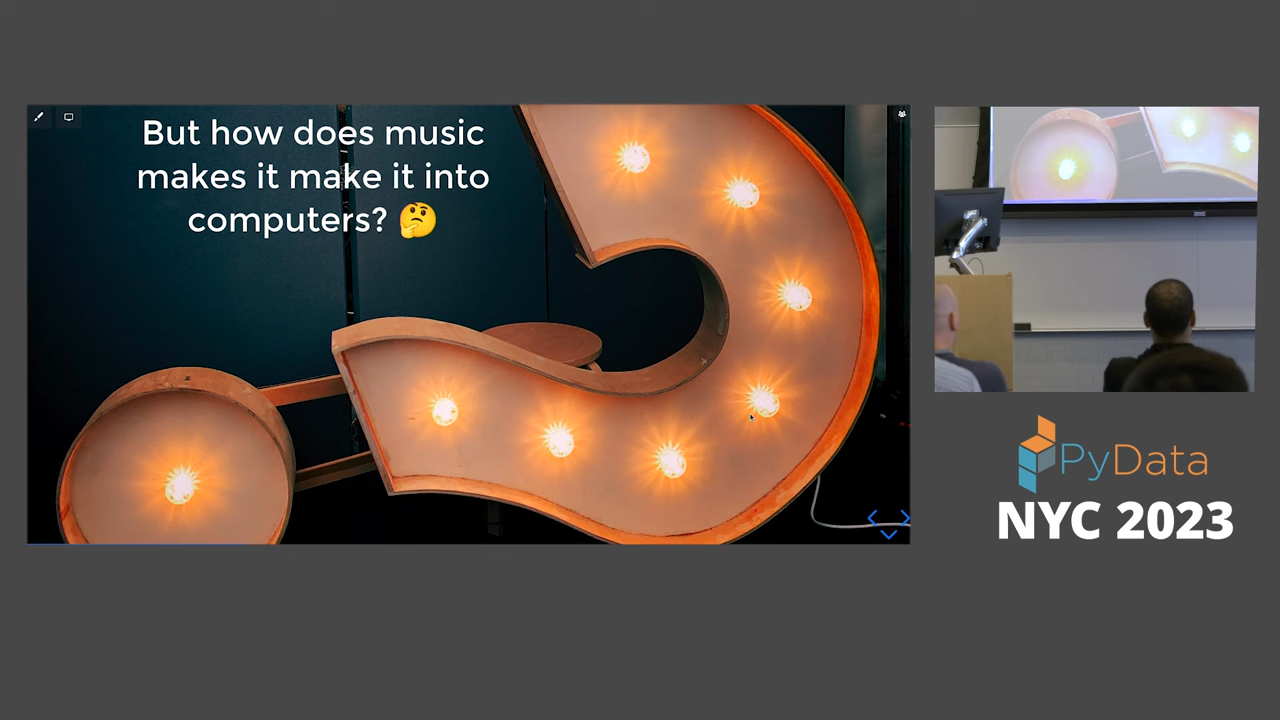 But how does music
makes it make it into
computers? 🤔
PyData
NYC 2023